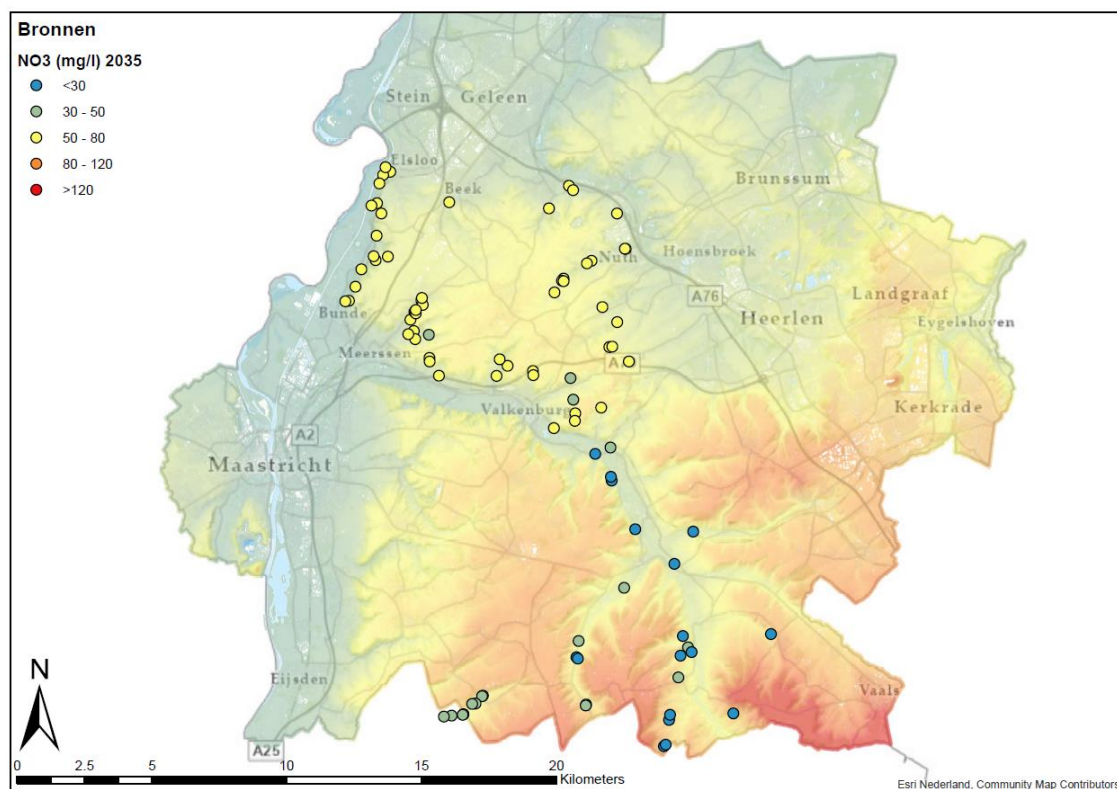 Bronnen
NO3 (mg/l) 2035
<30
30 - 50
50 - 80
80 - 120
>120
Stein
Geleen
Elsloo
Beek
Brunssum
Nuth
Hoensbroek
A76
Landgraaf
Bunde
Heerlen
Eygelshoven
Meerssen
Valkenburg
Kerkrade
A2
Maastricht
Eijsden
Vaals
N
A25
0 2.5 5 10 15 20
Kilometers
Esri Nederland, Community Map Contributors